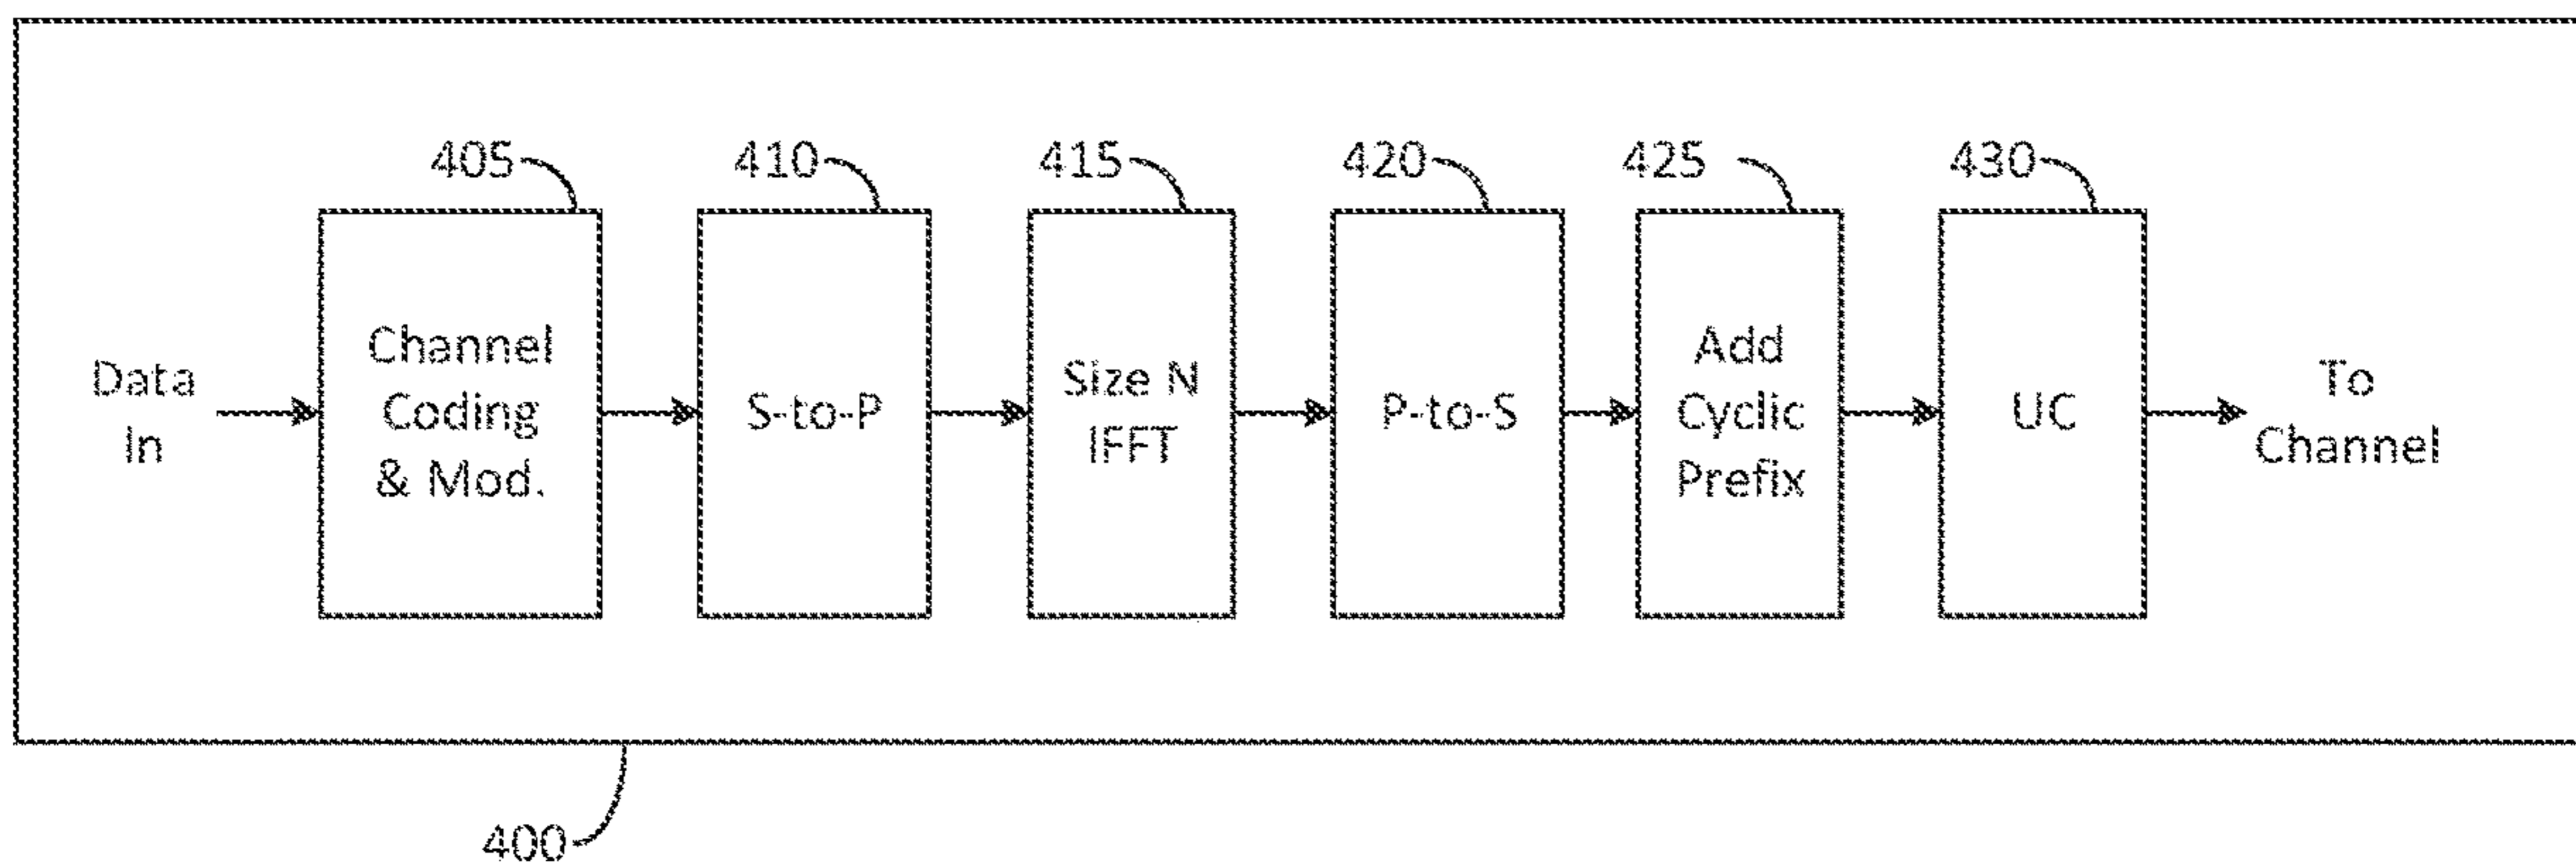 405
410
415
420
425
430
Data
In
Channel
Coding
& Mod.
S-to-P
Size N
IFFT
P-to-S
Add
Cyclic
Prefix
UC
To
Channel
400